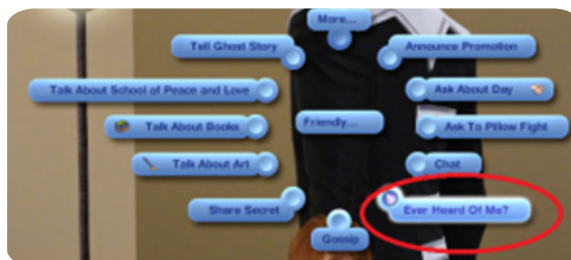 More...
Tell Ghost Story
Announce Promotion
Talk About School of Peace and Love
Ask About Day
Talk About Books
Friendly...
Ask To Pillow Fight
Talk About Art
Chat
Share Secret
Ever Heard Of Me?
Gossip